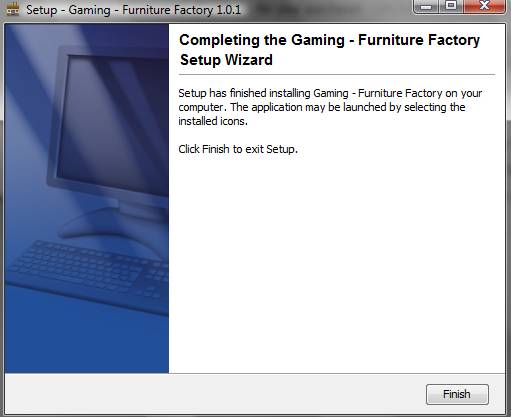 Setup - Gaming - Furniture Factory 1.0.1
Completing the Gaming - Furniture Factory
Setup Wizard
Setup has finished installing Gaming - Furniture Factory on your
computer. The application may be launched by selecting the
installed icons.
Click Finish to exit Setup.
Finish